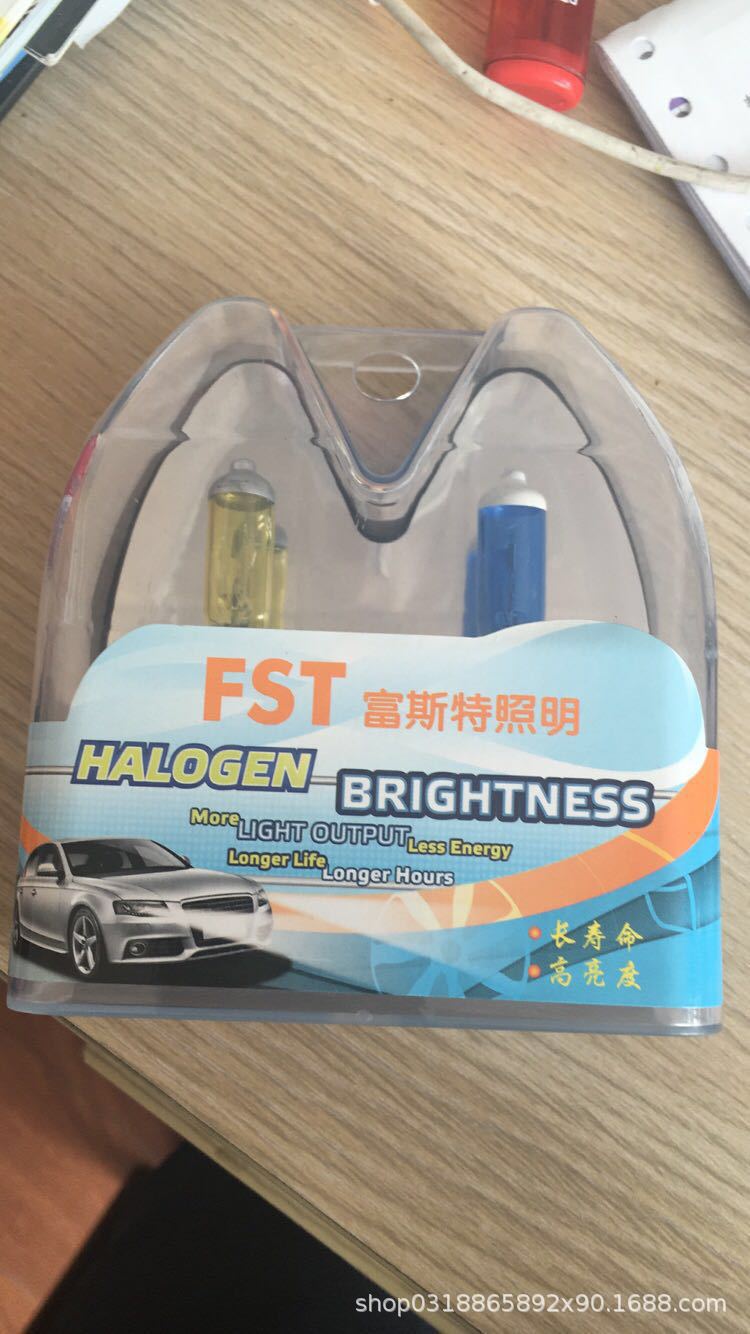 FST 富斯特照明
HALOGEN BRIGHTNESS
More LIGHT OUTPUT Less Energy
Longer Life Longer Hours
长寿命
高亮度
shop0318865892x90.1688.com